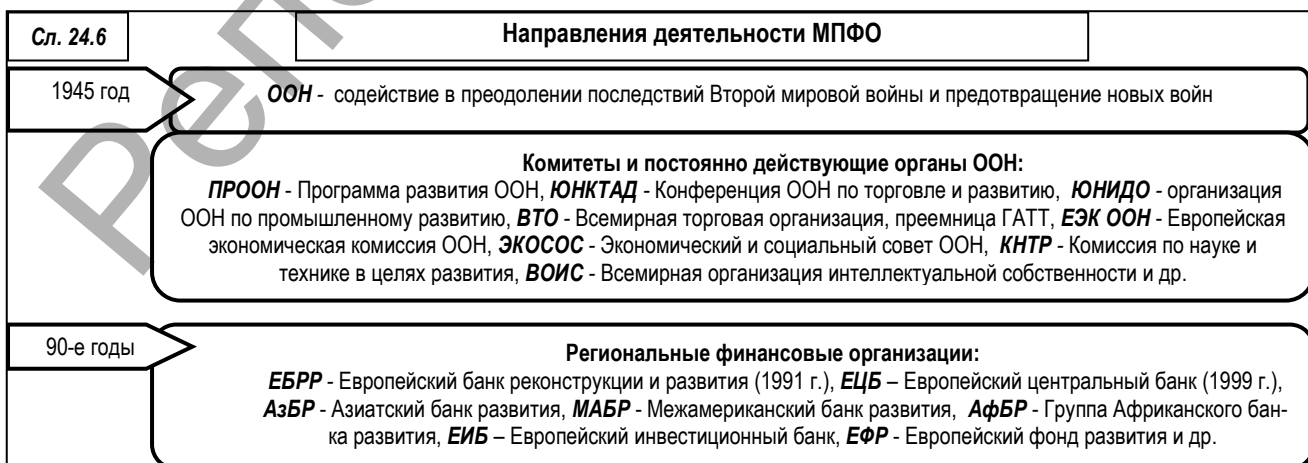 Сл. 24.6
Направления деятельности МПФО
1945 год
ООН - содействие в преодолении последствий Второй мировой войны и предотвращение новых войн
Комитеты и постоянно действующие органы ООН:
ПРООН - Программа развития ООН, ЮНКТАД - Конференция ООН по торговле и развитию, ЮНИДО - организация
ООН по промышленному развитию, ВТО - Всемирная торговая организация, преемница ГАТТ, ЕЭК ООН - Европейская
экономическая комиссия ООН, ЭКОСОС - Экономический и социальный совет ООН, КНТР - Комиссия по науке и
технике в целях развития, ВОИС - Всемирная организация интеллектуальной собственности и др.
90-е годы
Региональные финансовые организации:
ЕБРР - Европейский банк реконструкции и развития (1991 г.), ЕЦБ – Европейский центральный банк (1999 г.),
АзБР - Азиатский банк развития, МАБР - Межамериканский банк развития, АфБР - Группа Африканского бан-
ка развития, ЕИБ – Европейский инвестиционный банк, ЕФР - Европейский фонд развития и др.